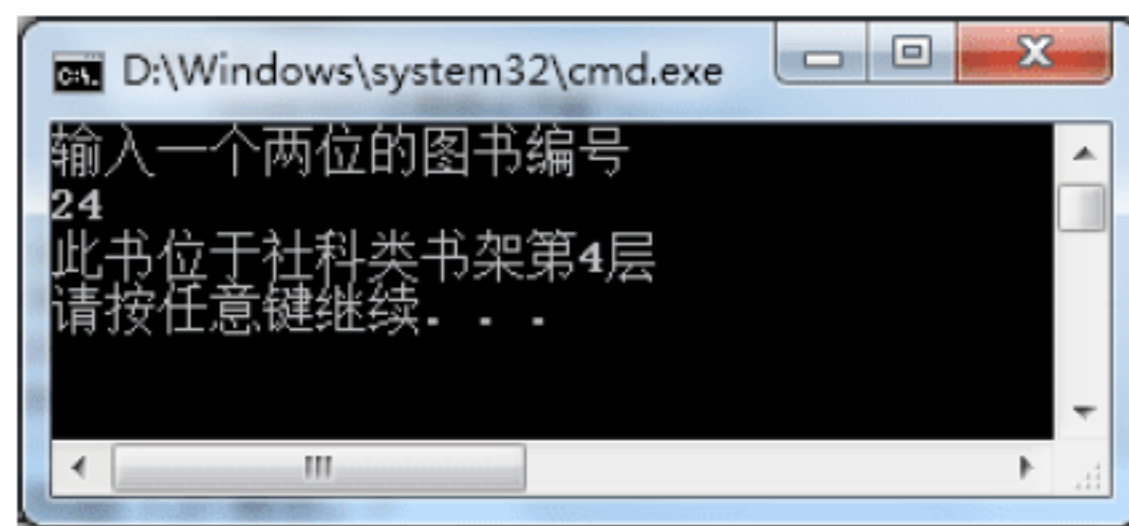 D:\Windows\system32\cmd.exe
输入一个两位的图书编号
24
此书位于社科类书架第4层
请按任意键继续. . .